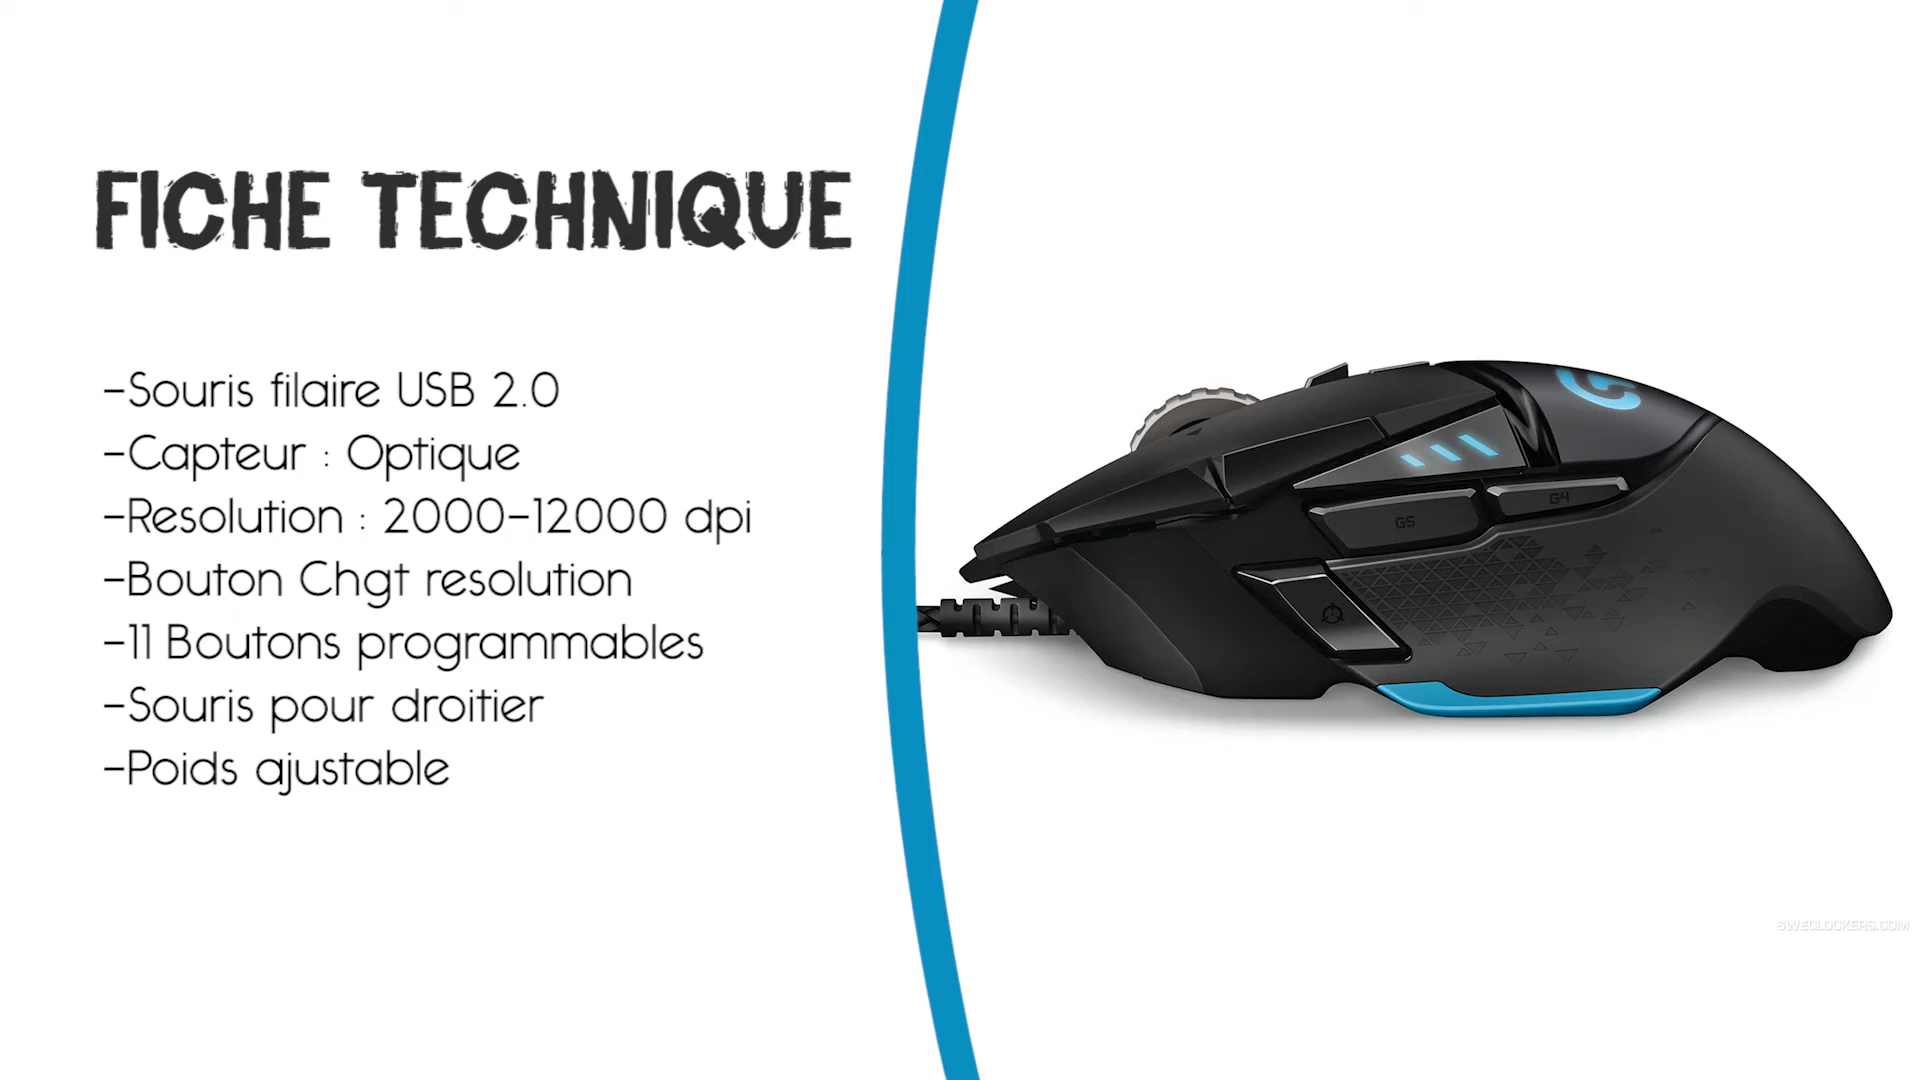 FICHE TECHNIQUE
-Souris filaire USB 2.0
-Capteur : Optique
-Resolution : 2000-12000 dpi
-Bouton Chgt resolution
-11 Boutons programmables
-Souris pour droitier
-Poids ajustable
G4
G5
SWECLOCKERS.COM